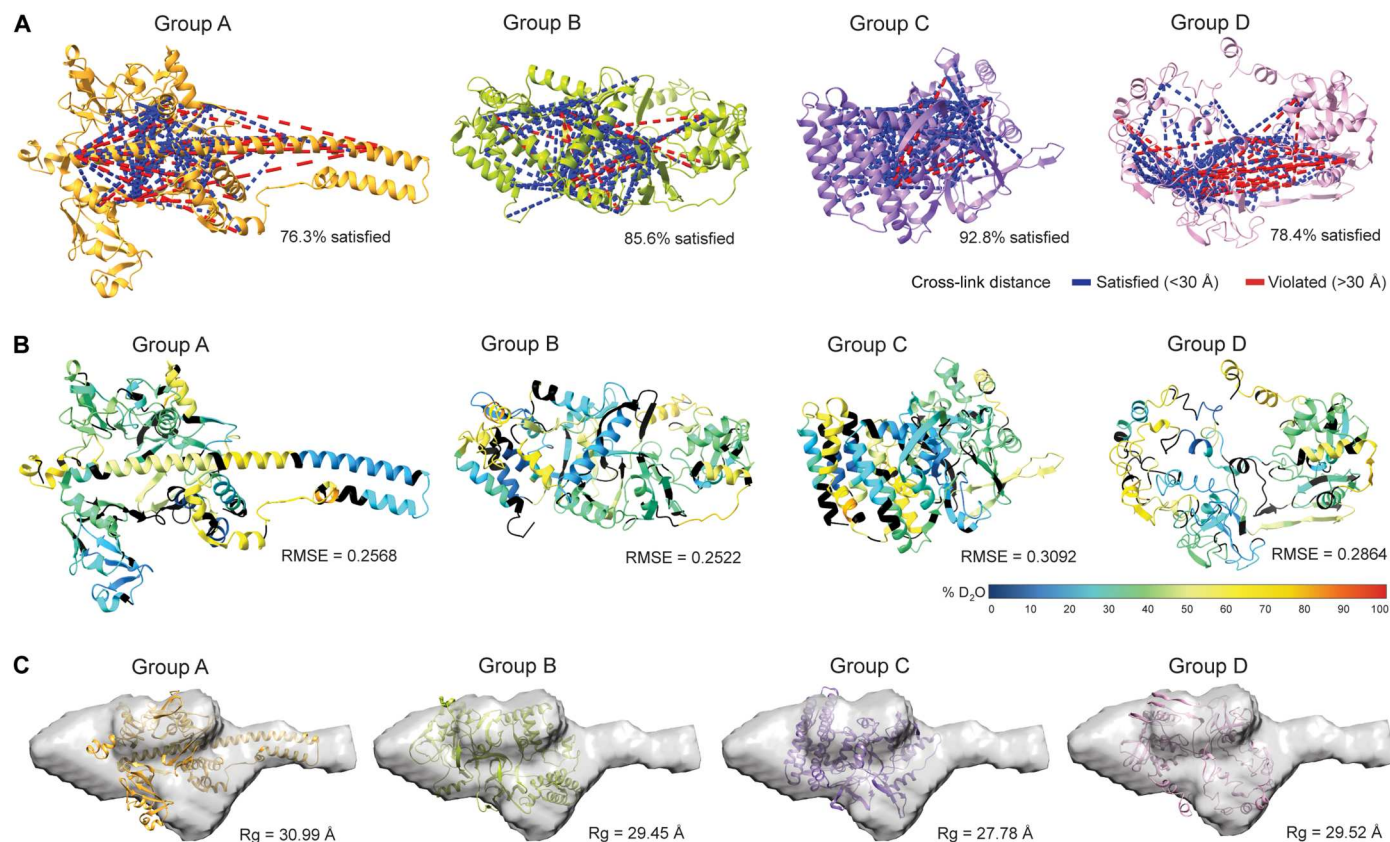 A
Group A
Group B
Group C
Group D
76.3% satisfied
85.6% satisfied
92.8% satisfied
78.4% satisfied
Cross-link distance
Satisfied (<30 Å)
Violated (>30 Å)
B
Group A
Group B
Group C
Group D
RMSE = 0.2568
RMSE = 0.2522
RMSE = 0.3092
RMSE = 0.2864
% D₂O
0 10 20 30 40 50 60 70 80 90 100
C
Group A
Group B
Group C
Group D
Rg = 30.99 Å
Rg = 29.45 Å
Rg = 27.78 Å
Rg = 29.52 Å